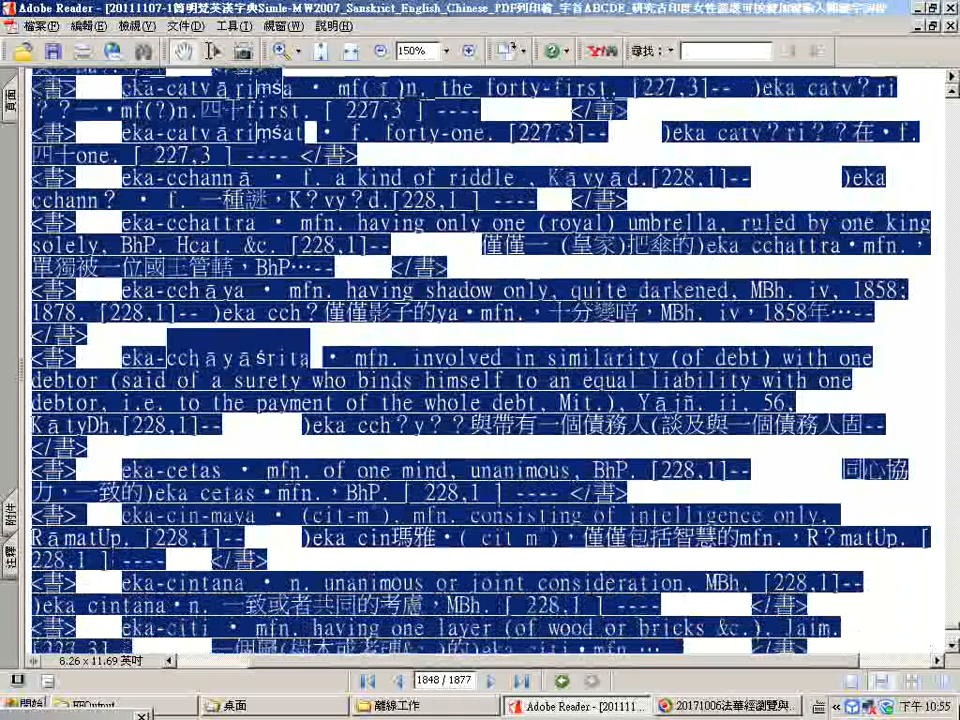 Adobe Reader - [20111107-1簡明梵英漢字典Simle-MW2007_Sanskrict_English_Chinese_PDF列印檔_字首ABCDE_研究古印度女性
檔案(F) 編輯(E) 檢視(V) 文件(D) 工具(T) 視窗(W) 說明(H)
150% 尋找：
頁面
<書> eka-catvāriṃśa • mf(ī)n. the forty-first. [227,3]-- )eka catv?ri
??一•mf(?)n.四十first. [ 227,3 ] ---- </書>
<書> eka-catvāriṃśat • f. forty-one. [227,3]-- )eka catv?ri??在•f.
四十one. [ 227,3 ] ---- </書>
<書> eka-cchannā • f. a kind of riddle , Kāvyād.[228,1]-- )eka
cchann? • f. 一種謎，K?vy?d.[228,1 ] ---- </書>
<書> eka-cchattra • mfn. having only one (royal) umbrella, ruled by one king
solely, BhP. Hcat. &c. [228,1]-- 僅僅一 (皇家)把傘的)eka cchattra•mfn.，
單獨被一位國王管轄，BhP…-- </書>
<書> eka-cchāya • mfn. having shadow only, quite darkened, MBh. iv, 1858;
1878. [228,1]-- )eka cch?僅僅影子的ya•mfn.，十分變暗，MBh. iv，1858年…--
</書>
<書> eka-cchāyāśrita • mfn. involved in similarity (of debt) with one
debtor (said of a surety who binds himself to an equal liability with one
debtor, i.e. to the payment of the whole debt, Mit.), Yājñ. ii, 56,
KātyDh.[228,1]-- )eka cch?y??與帶有一個債務人(談及與一個債務人固--
</書>
<書> eka-cetas • mfn. of one mind, unanimous, BhP. [228,1]-- 同心協
力，一致的)eka cetas•mfn.，BhP. [ 228,1 ] ---- </書>
<書> eka-cin-maya • (cit-m ), mfn. consisting of intelligence only,
RāmatUp. [228,1]-- )eka cin瑪雅•( cit m )，僅僅包括智慧的mfn.，R?matUp. [
228,1 ] ---- </書>
<書> eka-cintana • n. unanimous or joint consideration, MBh. [228,1]--
)eka cintana•n. 一致或者共同的考慮，MBh. [ 228,1 ] ---- </書>
<書> eka-citi • mfn. having one layer (of wood or bricks &c.), Jaim.
附件
注釋
8.26 x 11.69 英吋
1848 / 1877
開始 FFOutput 桌面 離線工作 Adobe Reader - [201111... 20171006法華經瀏覽與... 下午 10:55